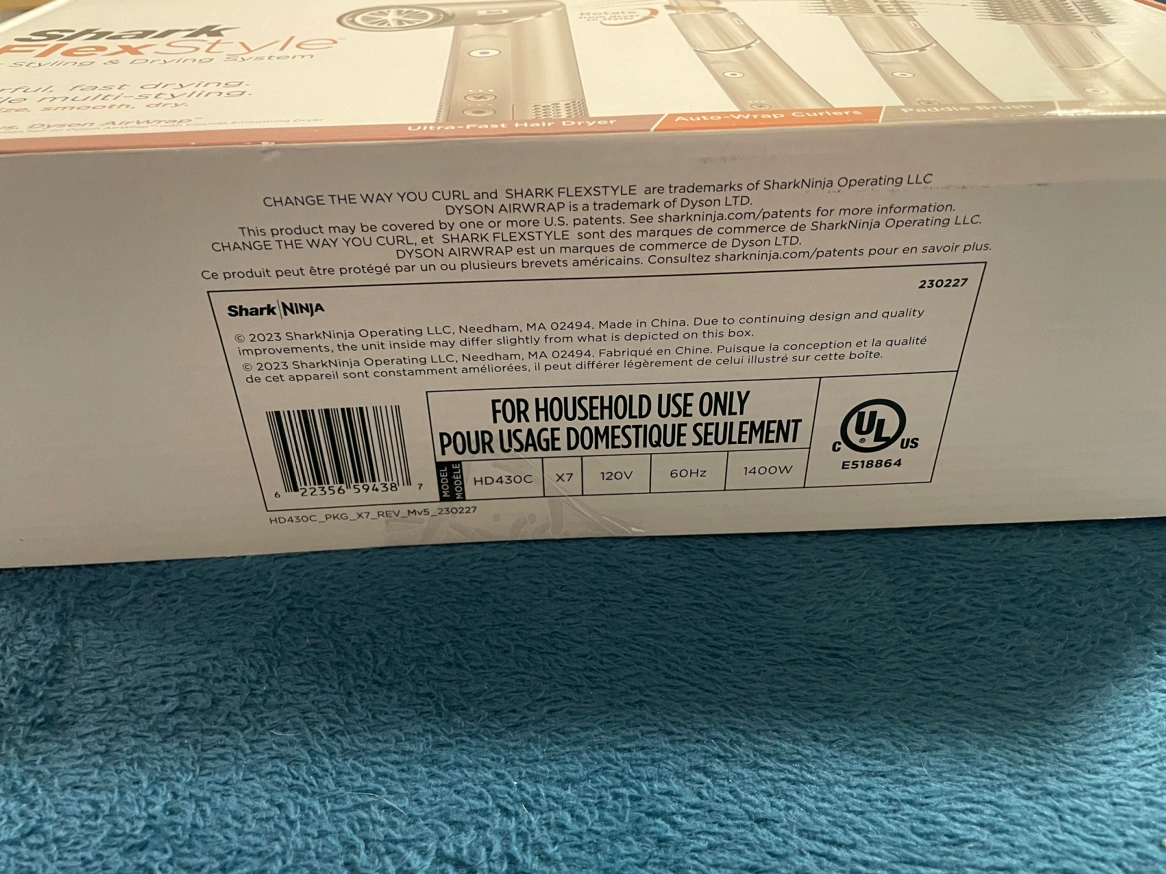 Shark
FlexStyle
Styling & Drying System
fast drying.
multi-styling.
smooth, dry.
Dyson AirWrap™
Rotate
Ultra-Fast Hair Dryer
Auto-Wrap Curlers
Paddle Brush
CHANGE THE WAY YOU CURL and SHARK FLEXSTYLE are trademarks of SharkNinja Operating LLC
DYSON AIRWRAP is a trademark of Dyson LTD.
This product may be covered by one or more U.S. patents. See sharkninja.com/patents for more information.
CHANGE THE WAY YOU CURL, et SHARK FLEXSTYLE sont des marques de commerce de SharkNinja Operating LLC.
DYSON AIRWRAP est un marques de commerce de Dyson LTD.
Ce produit peut être protégé par un ou plusieurs brevets américains. Consultez sharkninja.com/patents pour en savoir plus.
Shark|NINJA
230227
© 2023 SharkNinja Operating LLC, Needham, MA 02494. Made in China. Due to continuing design and quality
improvements, the unit inside may differ slightly from what is depicted on this box.
© 2023 SharkNinja Operating LLC, Needham, MA 02494. Fabriqué en Chine. Puisque la conception et la qualité
de cet appareil sont constamment améliorées, il peut différer légèrement de celui illustré sur cette boîte.
FOR HOUSEHOLD USE ONLY
POUR USAGE DOMESTIQUE SEULEMENT
C UL ® US
E518864
MODEL
MODÈLE
HD430C X7 120V 60Hz 1400W
6 22356 59438 7
HD430C_PKG_X7_REV_Mv5_230227